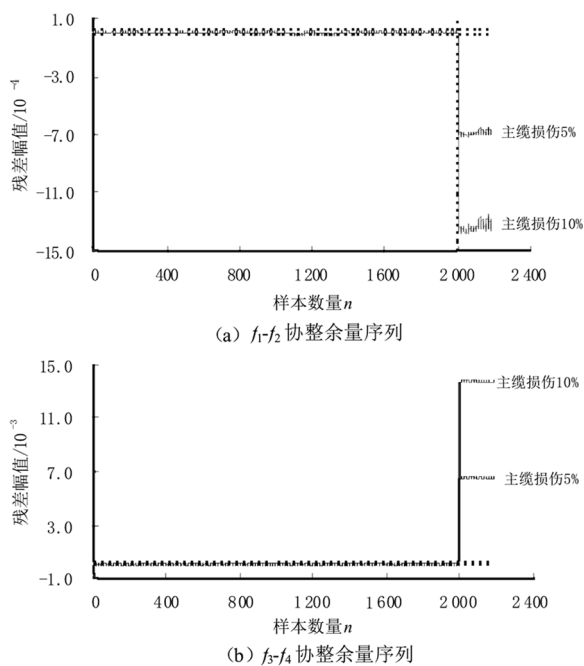 残差幅值/10⁻⁴
1.0
-3.0
-7.0
-11.0
-15.0
主缆损伤5%
主缆损伤10%
0 400 800 1 200 1 600 2 000 2 400
样本数量n
(a) f₁-f₂协整余量序列
残差幅值/10⁻³
15.0
11.0
7.0
3.0
-1.0
主缆损伤10%
主缆损伤5%
0 400 800 1 200 1 600 2 000 2 400
样本数量n
(b) f₃-f₄协整余量序列